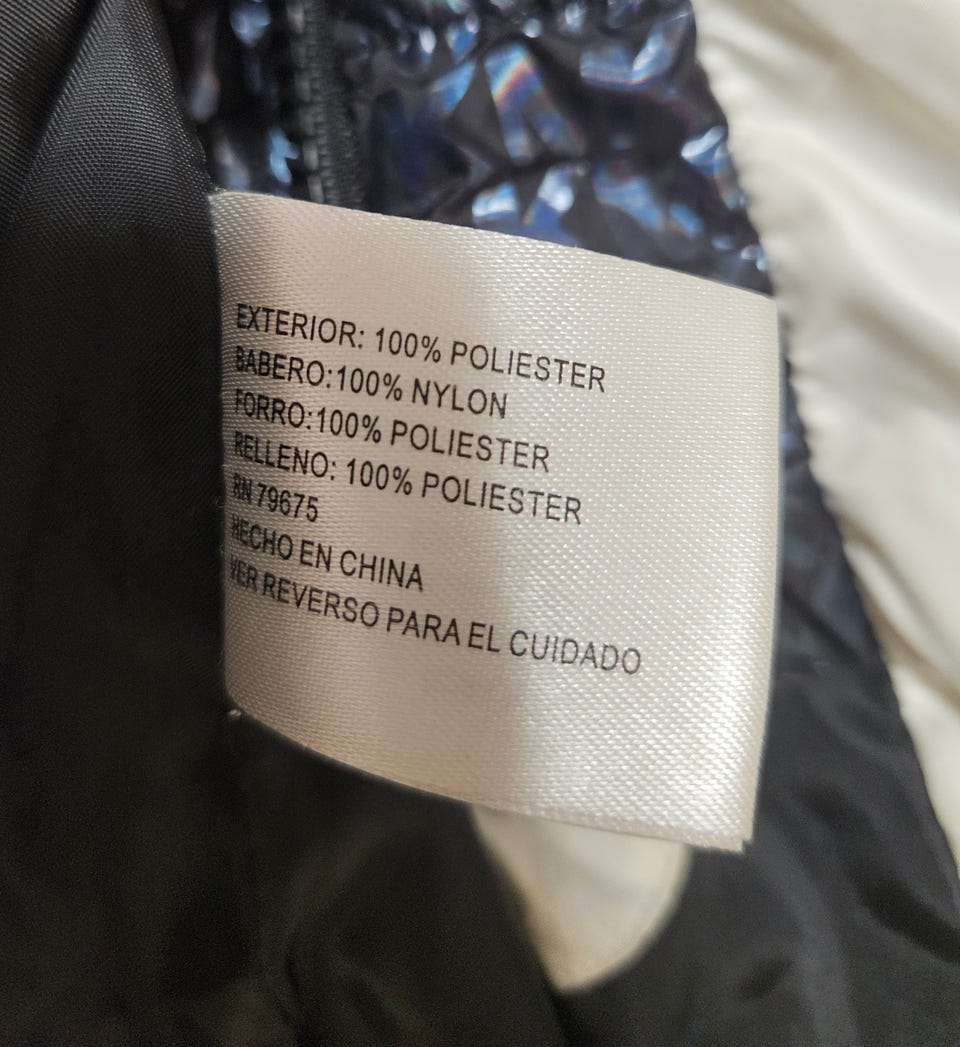 EXTERIOR: 100% POLIESTER
BABERO:100% NYLON
FORRO:100% POLIESTER
RELLENO: 100% POLIESTER
RN 79675
HECHO EN CHINA
VER REVERSO PARA EL CUIDADO